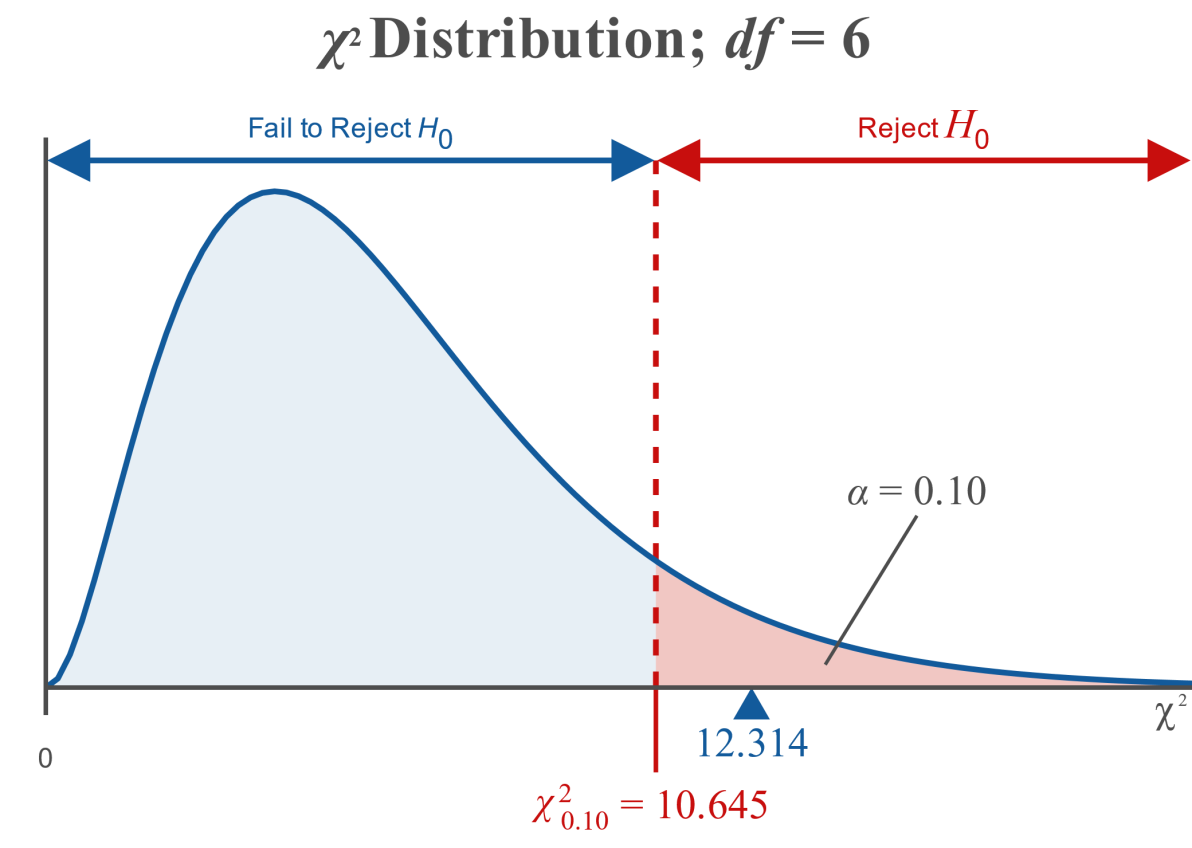 χ² Distribution; df = 6
Fail to Reject H₀
Reject H₀
α = 0.10
χ²
0
12.314
χ²₀.₁₀ = 10.645